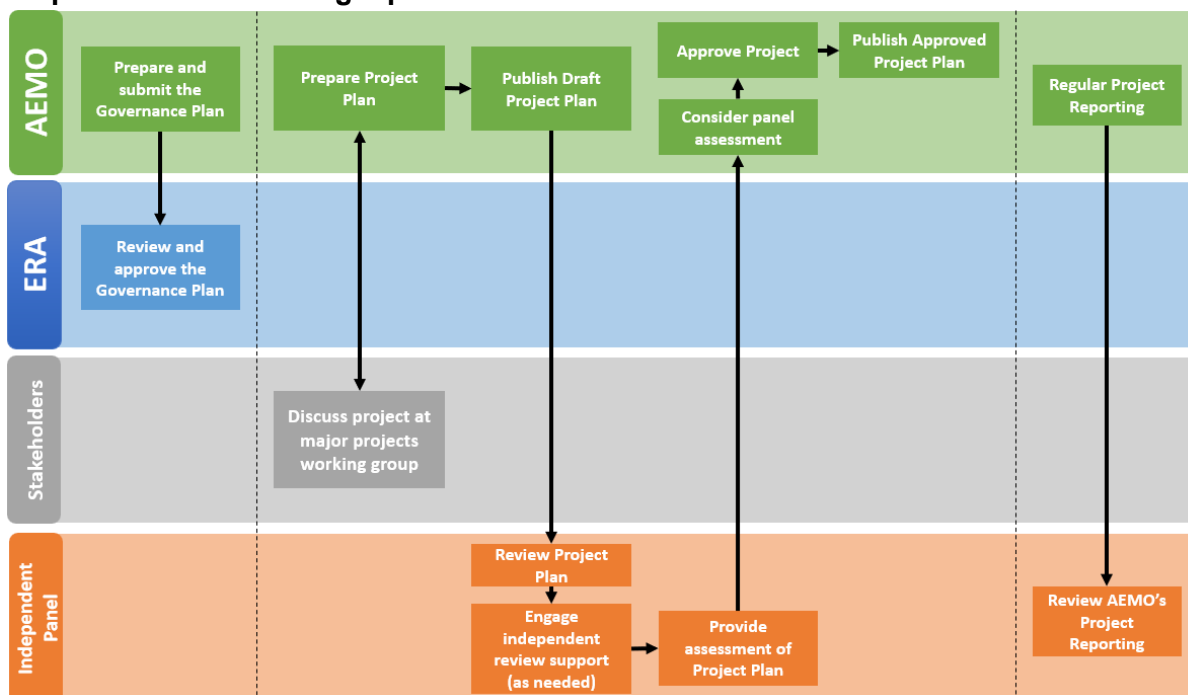 AEMO
Prepare and
submit the
Governance Plan
Prepare Project
Plan
Publish Draft
Project Plan
Approve Project
Publish Approved
Project Plan
Consider panel
assessment
Regular Project
Reporting
ERA
Review and
approve the
Governance Plan
Stakeholders
Discuss project at
major projects
working group
Independent
Panel
Review Project
Plan
Engage
independent
review support
(as needed)
Provide
assessment of
Project Plan
Review AEMO's
Project
Reporting